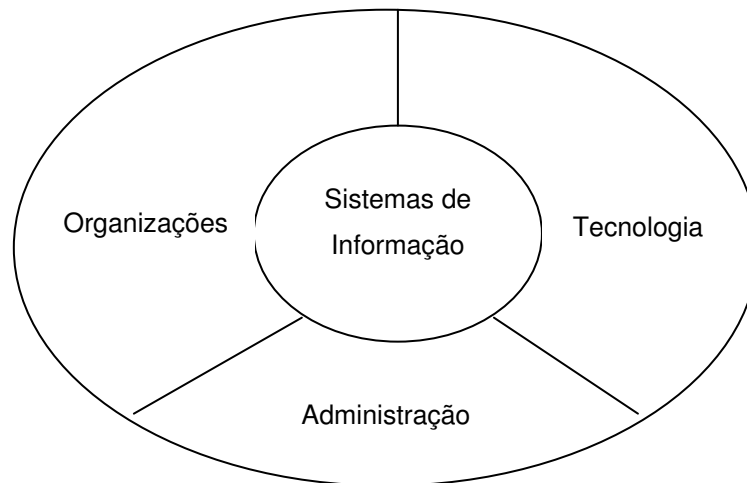 Sistemas de
Informação
Organizações
Tecnologia
Administração